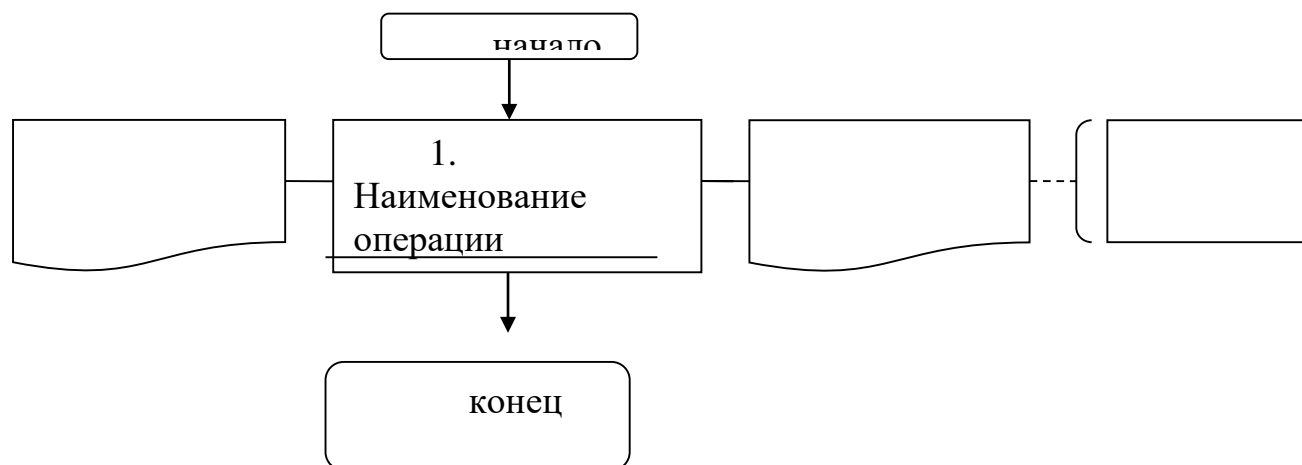 начало
1.
Наименование
операции
конец